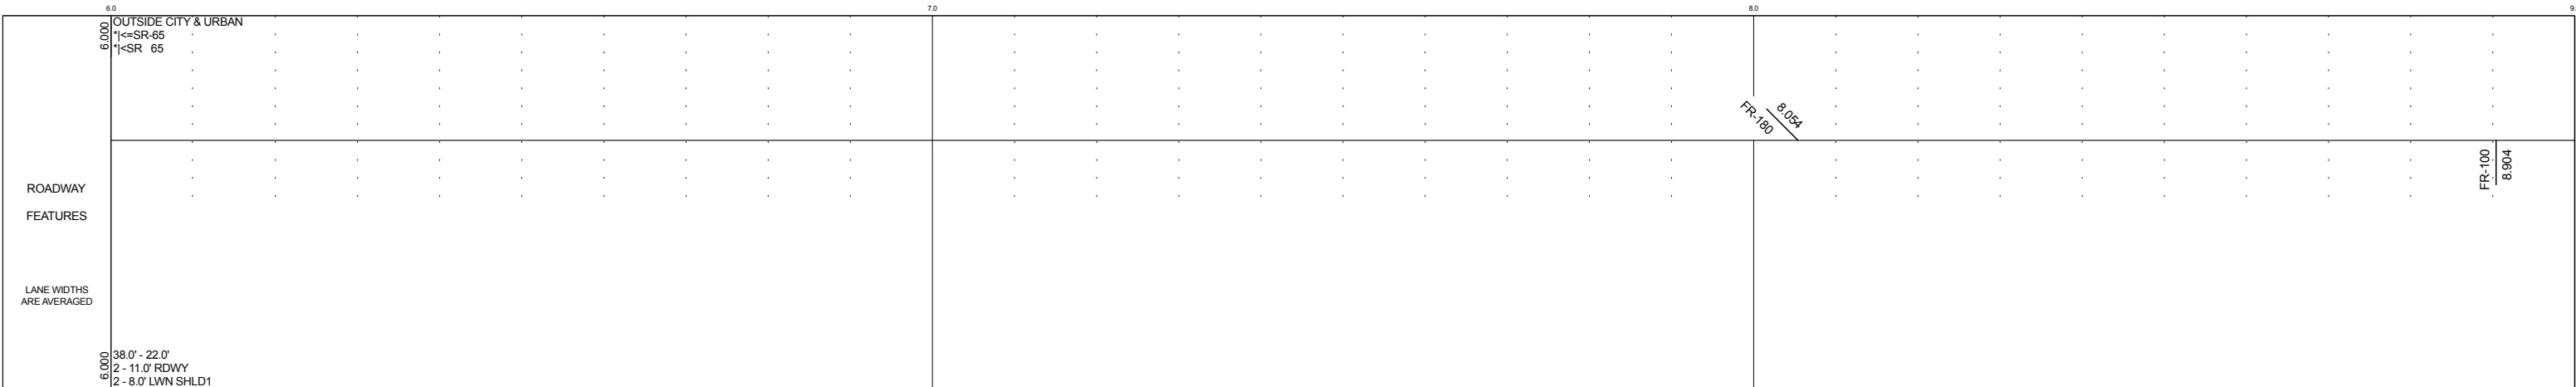 6.0 7.0 8.0 9.
6.000
OUTSIDE CITY & URBAN
*|<=SR-65
*|<SR 65
FR-180
8.054
FR-100
8.904
ROADWAY
FEATURES
LANE WIDTHS
ARE AVERAGED
6.000
38.0' - 22.0'
2 - 11.0' RDWY
2 - 8.0' LWN SHLD1